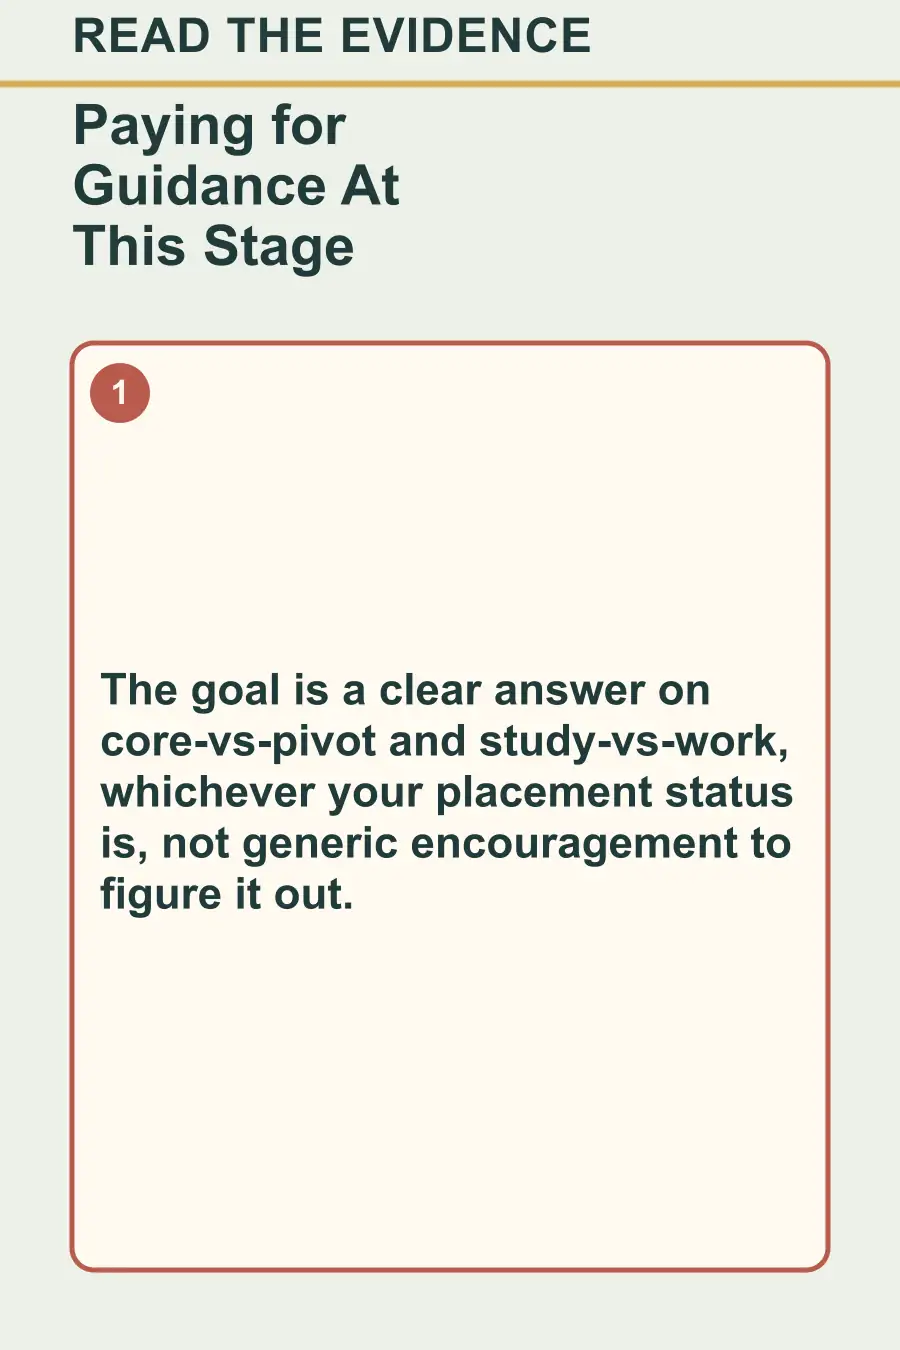 READ THE EVIDENCE
Paying for
Guidance At
This Stage
1
The goal is a clear answer on
core-vs-pivot and study-vs-work,
whichever your placement status
is, not generic encouragement to
figure it out.